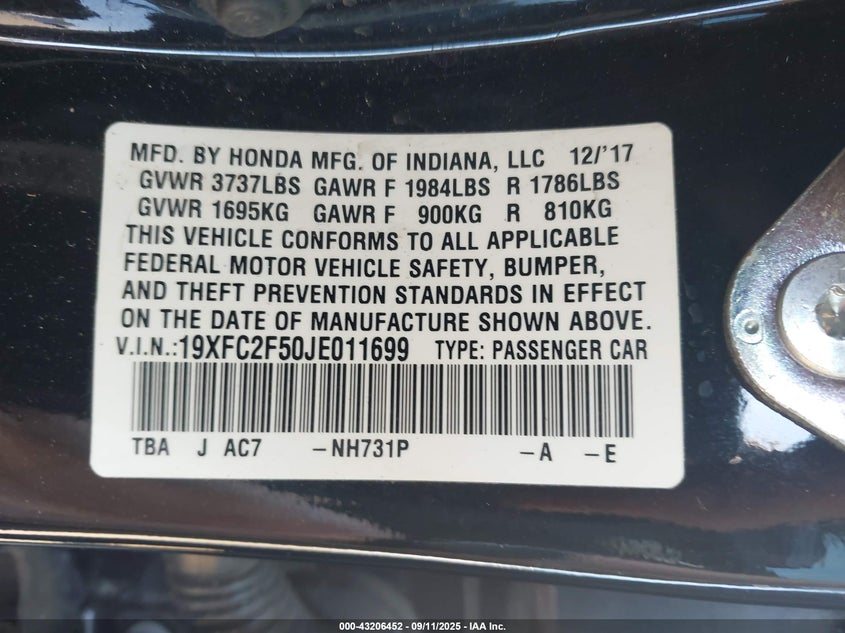 MFD. BY HONDA MFG. OF INDIANA, LLC 12/'17
GVWR 3737LBS GAWR F 1984LBS R 1786LBS
GVWR 1695KG GAWR F 900KG R 810KG
THIS VEHICLE CONFORMS TO ALL APPLICABLE
FEDERAL MOTOR VEHICLE SAFETY, BUMPER,
AND THEFT PREVENTION STANDARDS IN EFFECT
ON THE DATE OF MANUFACTURE SHOWN ABOVE.
V.I.N.:19XFC2F50JE011699 TYPE: PASSENGER CAR
TBA J AC7 -NH731P -A -E
000-43206452 - 09/11/2025 - IAA Inc.